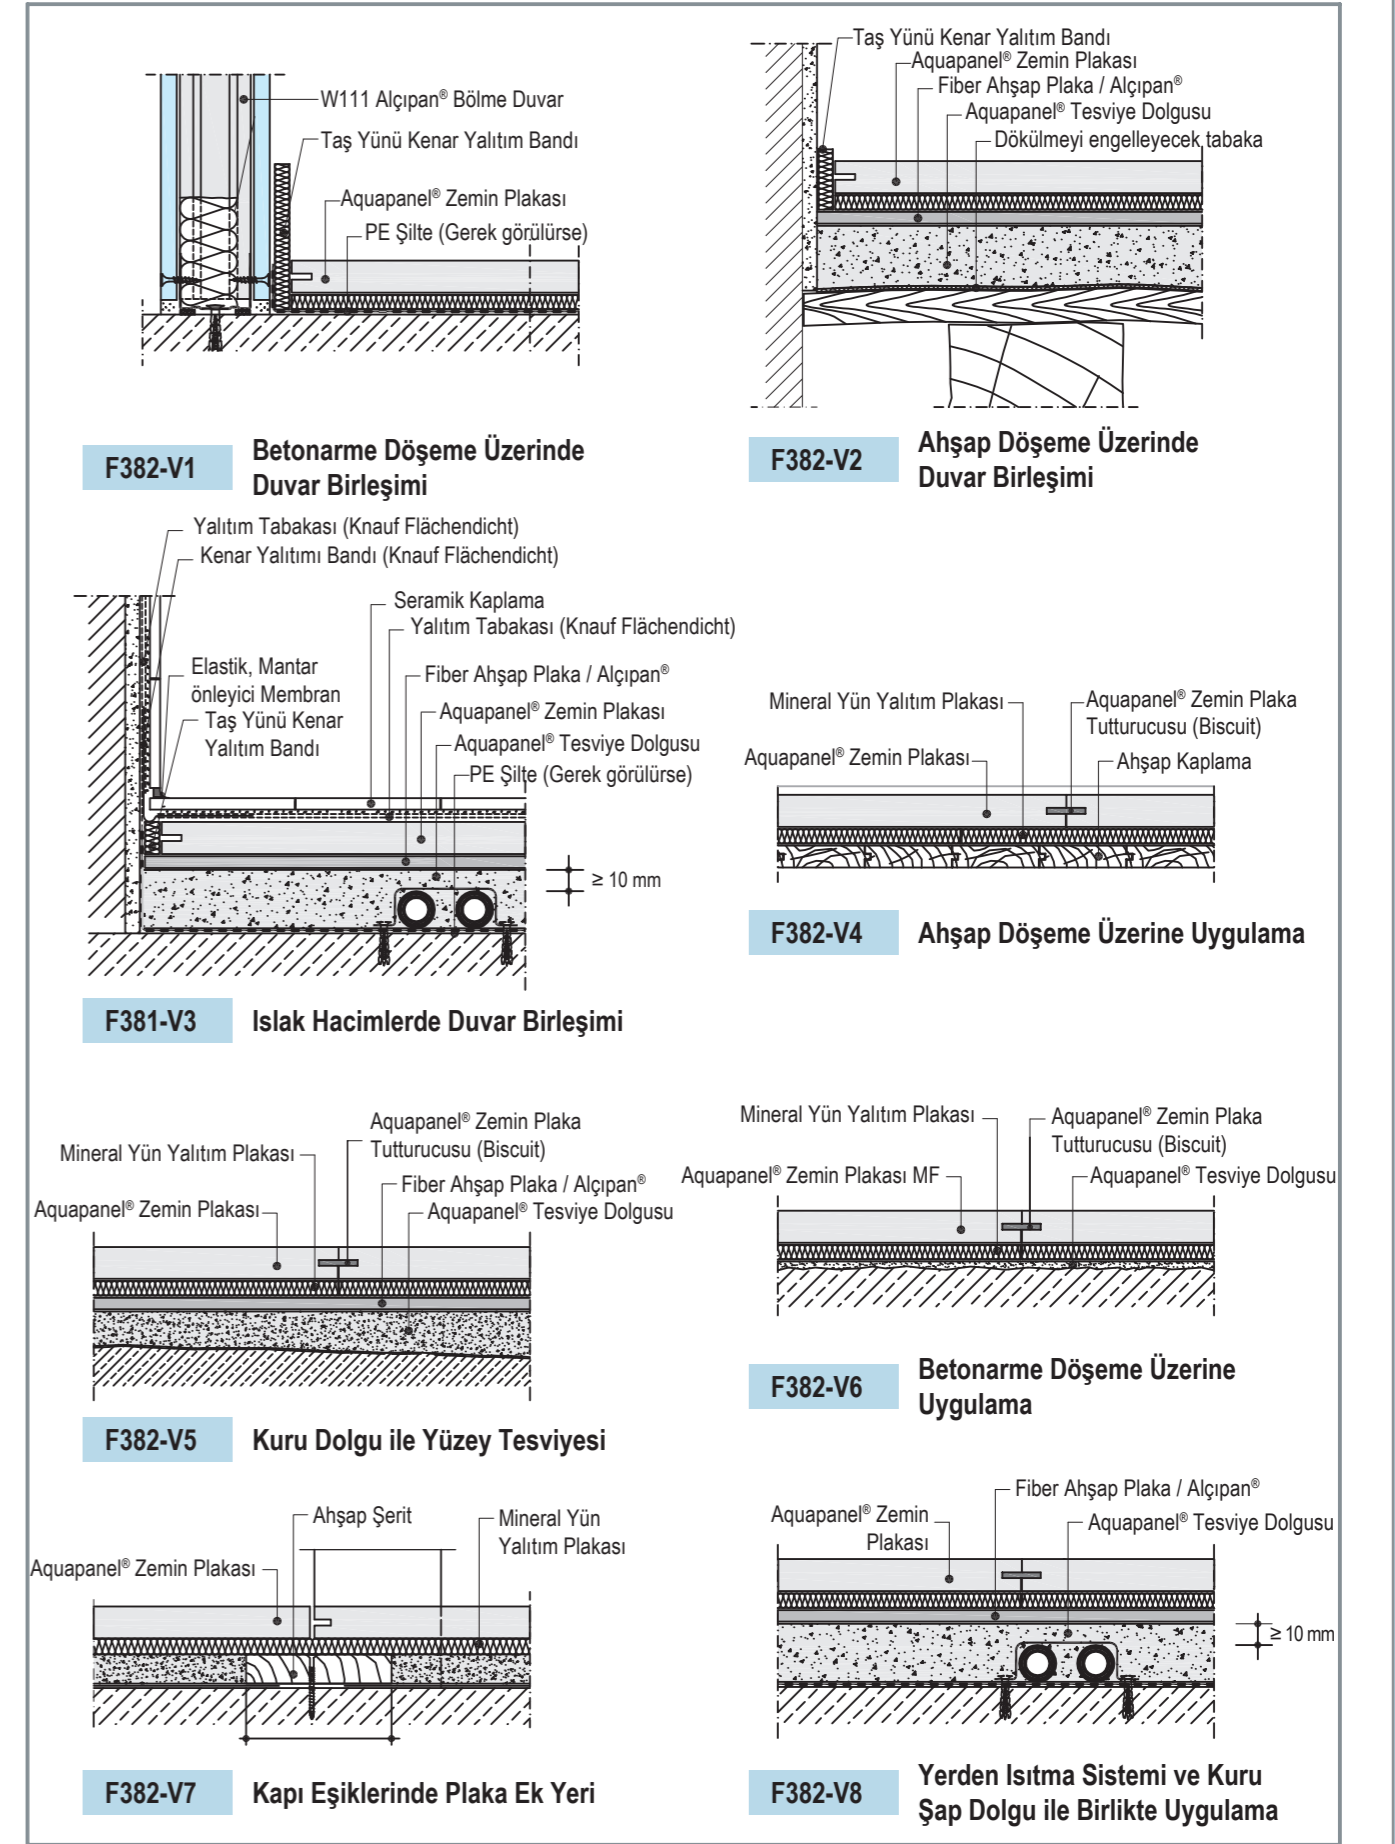 W111 Alçıpan® Bölme Duvar
Taş Yünü Kenar Yalıtım Bandı
Aquapanel® Zemin Plakası
PE Şilte (Gerek görülürse)
F382-V1
Betonarme Döşeme Üzerinde
Duvar Birleşimi
Taş Yünü Kenar Yalıtım Bandı
Aquapanel® Zemin Plakası
Fiber Ahşap Plaka / Alçıpan®
Aquapanel® Tesviye Dolgusu
Dökülmeyi engelleyecek tabaka
F382-V2
Ahşap Döşeme Üzerinde
Duvar Birleşimi
Yalıtım Tabakası (Knauf Flächendicht)
Kenar Yalıtımı Bandı (Knauf Flächendicht)
Seramik Kaplama
Yalıtım Tabakası (Knauf Flächendicht)
Elastik, Mantar
önleyici Membran
Taş Yünü Kenar
Yalıtım Bandı
Fiber Ahşap Plaka / Alçıpan®
Aquapanel® Zemin Plakası
Aquapanel® Tesviye Dolgusu
PE Şilte (Gerek görülürse)
≥ 10 mm
F381-V3
Islak Hacimlerde Duvar Birleşimi
Mineral Yün Yalıtım Plakası
Aquapanel® Zemin Plaka
Tutturucusu (Biscuit)
Aquapanel® Zemin Plakası
Ahşap Kaplama
F382-V4
Ahşap Döşeme Üzerine Uygulama
Aquapanel® Zemin Plaka
Tutturucusu (Biscuit)
Mineral Yün Yalıtım Plakası
Fiber Ahşap Plaka / Alçıpan®
Aquapanel® Zemin Plakası
Aquapanel® Tesviye Dolgusu
F382-V5
Kuru Dolgu ile Yüzey Tesviyesi
Mineral Yün Yalıtım Plakası
Aquapanel® Zemin Plaka
Tutturucusu (Biscuit)
Aquapanel® Zemin Plakası MF
Aquapanel® Tesviye Dolgusu
F382-V6
Betonarme Döşeme Üzerine
Uygulama
Ahşap Şerit
Mineral Yün
Yalıtım Plakası
Aquapanel® Zemin Plakası
F382-V7
Kapı Eşiklerinde Plaka Ek Yeri
Fiber Ahşap Plaka / Alçıpan®
Aquapanel® Zemin
Plakası
Aquapanel® Tesviye Dolgusu
≥ 10 mm
F382-V8
Yerden Isıtma Sistemi ve Kuru
Şap Dolgu ile Birlikte Uygulama